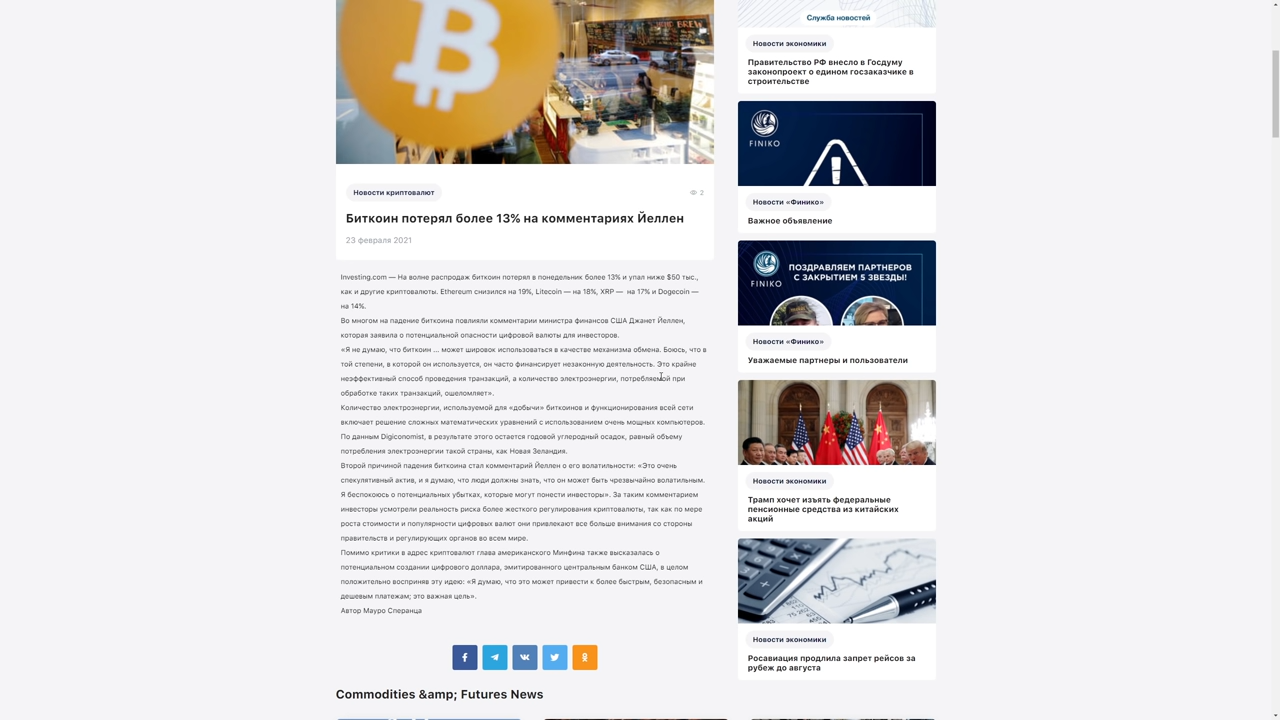 Новости криптовалют
2
Биткоин потерял более 13% на комментариях Йеллен
23 февраля 2021
Investing.com — На волне распродаж биткоин потерял в понедельник более 13% и упал ниже $50 тыс.,
как и другие криптовалюты. Ethereum снизился на 19%, Litecoin — на 18%, XRP — на 17% и Dogecoin —
на 14%.
Во многом на падение биткоина повлияли комментарии министра финансов США Джанет Йеллен,
которая заявила о потенциальной опасности цифровой валюты для инвесторов.
«Я не думаю, что биткоин ... может шировок использоваться в качестве механизма обмена. Боюсь, что в
той степени, в которой он используется, он часто финансирует незаконную деятельность. Это крайне
неэффективный способ проведения транзакций, а количество электроэнергии, потребляемой при
обработке таких транзакций, ошеломляет».
Количество электроэнергии, используемой для «добычи» биткоинов и функционирования всей сети
включает решение сложных математических уравнений с использованием очень мощных компьютеров.
По данным Digiconomist, в результате этого остается годовой углеродный осадок, равный объему
потребления электроэнергии такой страны, как Новая Зеландия.
Второй причиной падения биткоина стал комментарий Йеллен о его волатильности: «Это очень
спекулятивный актив, и я думаю, что люди должны знать, что он может быть чрезвычайно волатильным.
Я беспокоюсь о потенциальных убытках, которые могут понести инвесторы». За таким комментарием
инвесторы усмотрели реальность риска более жесткого регулирования криптовалюты, так как по мере
роста стоимости и популярности цифровых валют они привлекают все больше внимания со стороны
правительств и регулирующих органов во всем мире.
Помимо критики в адрес криптовалют глава американского Минфина также высказалась о
потенциальном создании цифрового доллара, эмитированного центральным банком США, в целом
положительно восприняв эту идею: «Я думаю, что это может привести к более быстрым, безопасным и
дешевым платежам; это важная цель».
Автор Мауро Сперанца
Commodities &amp; Futures News
Служба новостей
Новости экономики
Правительство РФ внесло в Госдуму
законопроект о едином госзаказчике в
строительстве
FINIKO
Новости «Финико»
Важное объявление
FINIKO
ПОЗДРАВЛЯЕМ ПАРТНЕРОВ
С ЗАКРЫТИЕМ 5 ЗВЕЗДЫ!
Новости «Финико»
Уважаемые партнеры и пользователи
Новости экономики
Трамп хочет изъять федеральные
пенсионные средства из китайских
акций
Новости экономики
Росавиация продлила запрет рейсов за
рубеж до августа